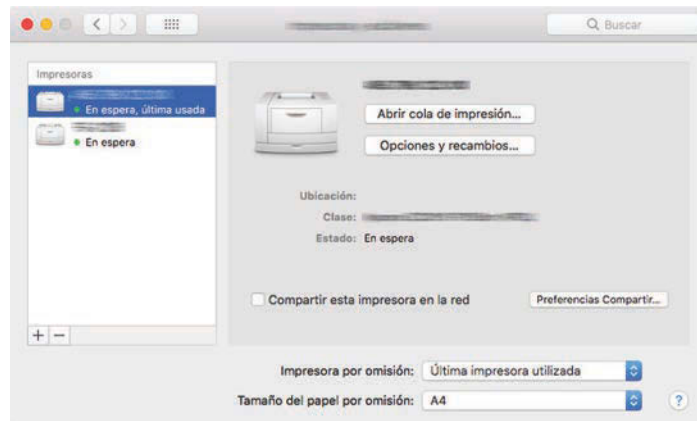 Buscar
Impresoras
En espera, última usada
En espera
Abrir cola de impresión...
Opciones y recambios...
Ubicación:
Clase:
Estado: En espera
Compartir esta impresora en la red
Preferencias Compartir...
+ −
Impresora por omisión: Última impresora utilizada
Tamaño del papel por omisión: A4
?